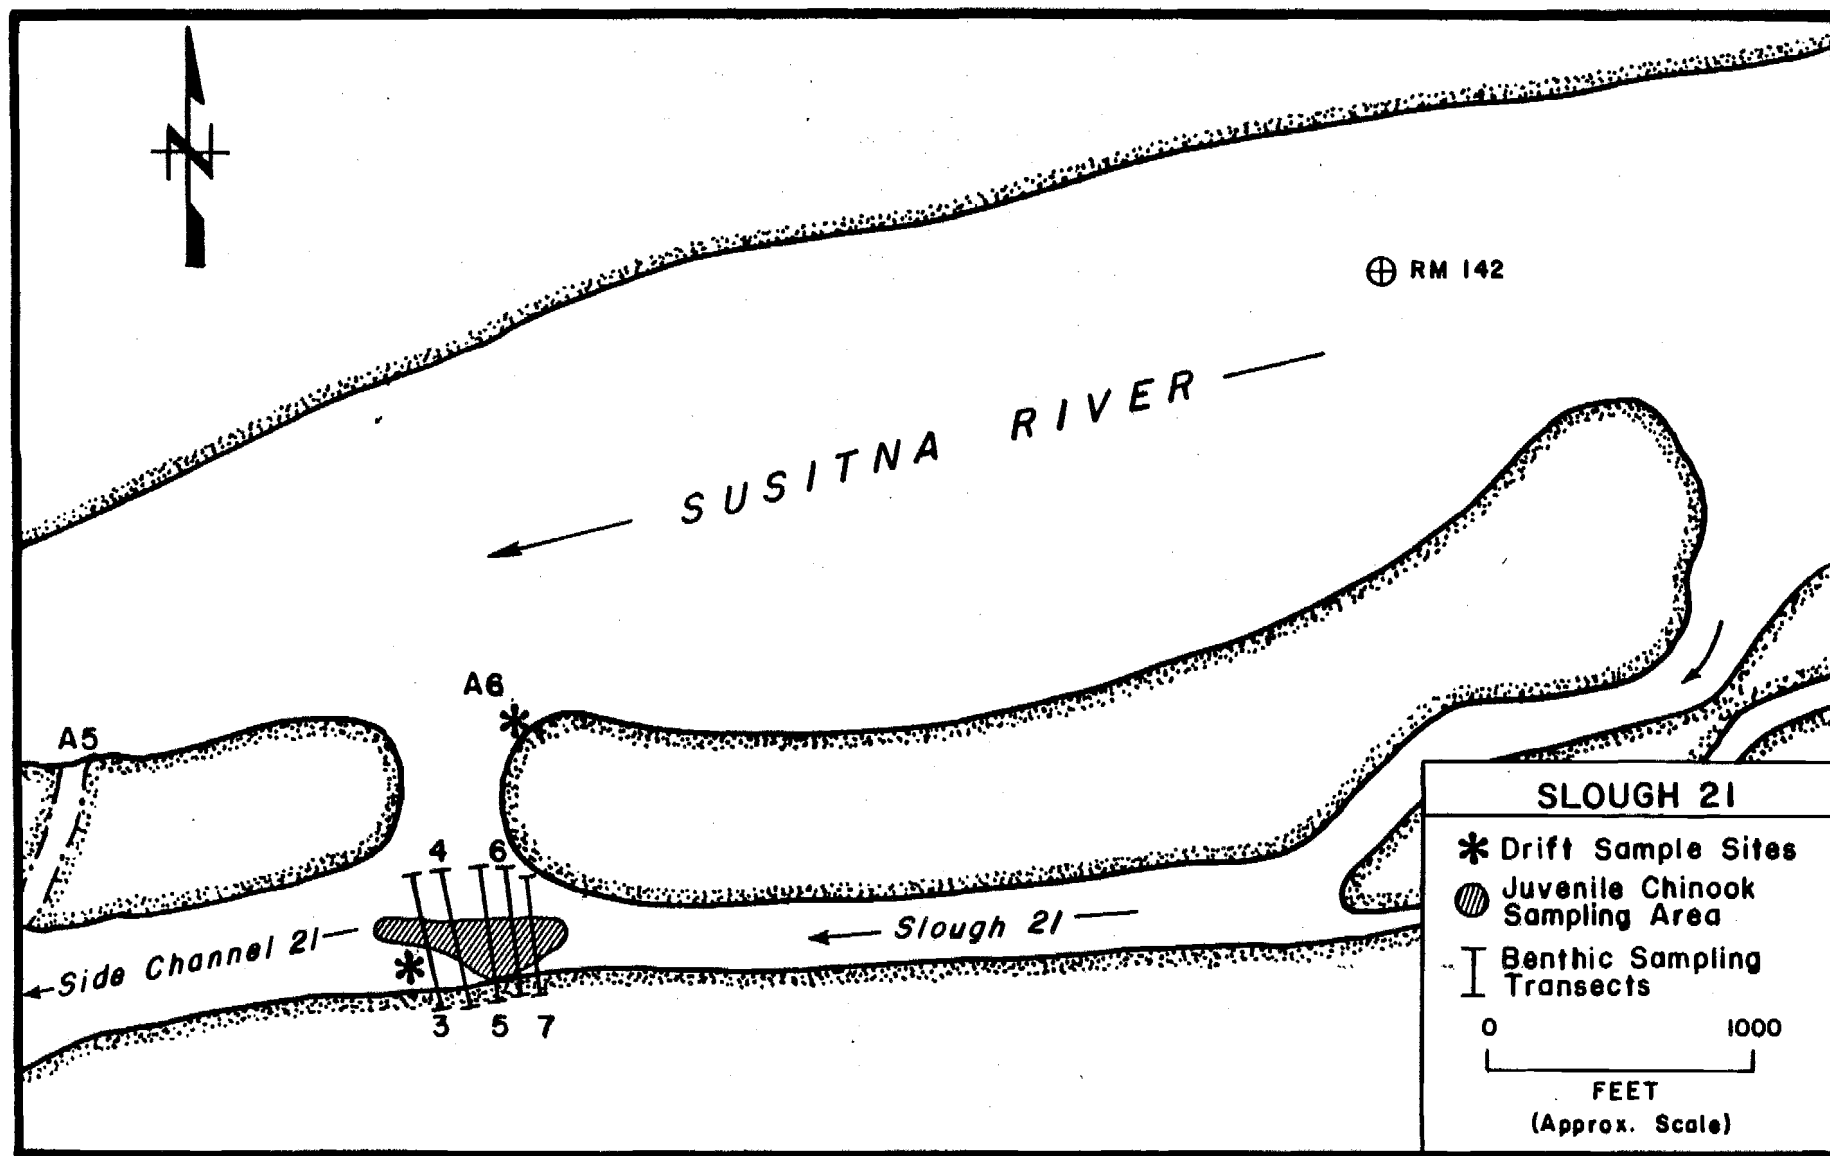 N
RM 142
SUSITNA RIVER
A6
A5
4
6
Slough 21
Side Channel 21
3
5
7
SLOUGH 21
Drift Sample Sites
Juvenile Chinook
Sampling Area
Benthic Sampling
Transects
0
1000
FEET
(Approx. Scale)